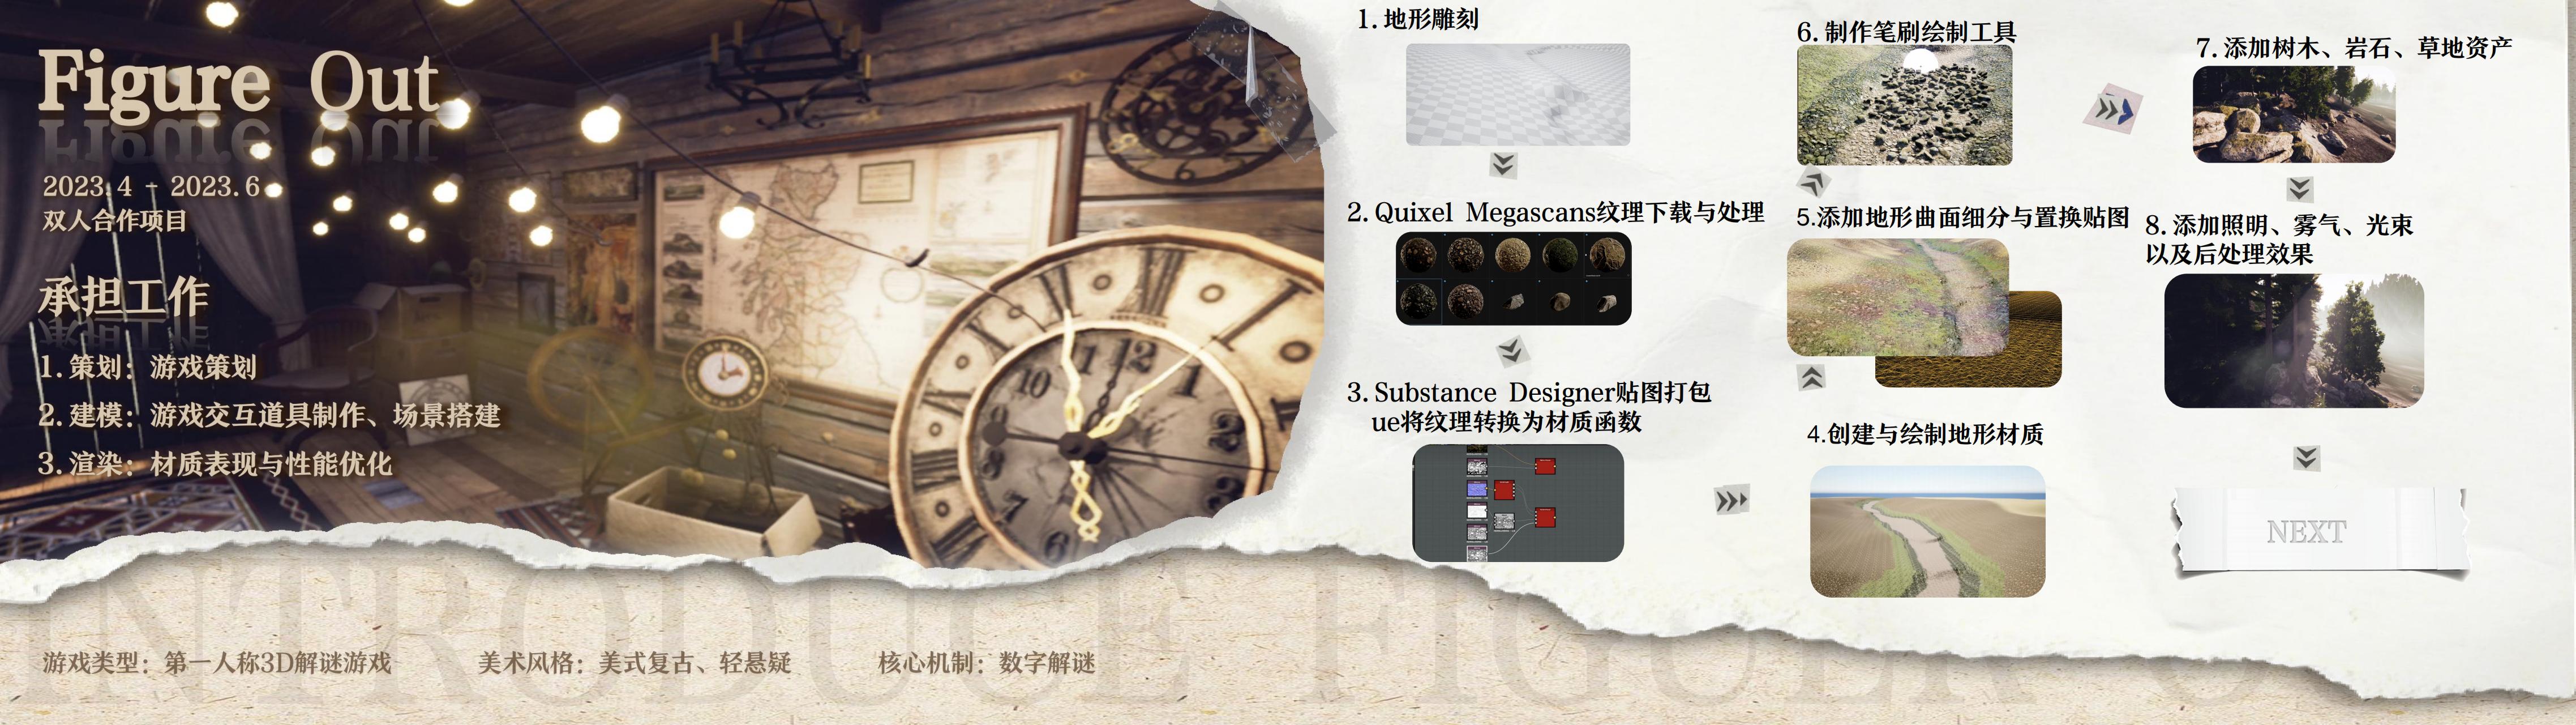 Figure Out
2023.4 - 2023.6
双人合作项目
承担工作
1.策划：游戏策划
2.建模：游戏交互道具制作、场景搭建
3.渲染：材质表现与性能优化
游戏类型：第一人称3D解谜游戏
美术风格：美式复古、轻悬疑
核心机制：数字解谜
1.地形雕刻
2.Quixel Megascans纹理下载与处理
3.Substance Designer贴图打包
ue将纹理转换为材质函数
4.创建与绘制地形材质
5.添加地形曲面细分与置换贴图
6.制作笔刷绘制工具
7.添加树木、岩石、草地资产
8.添加照明、雾气、光束
以及后处理效果
NEXT
10 12 1
9
8
6
INTRODUCE